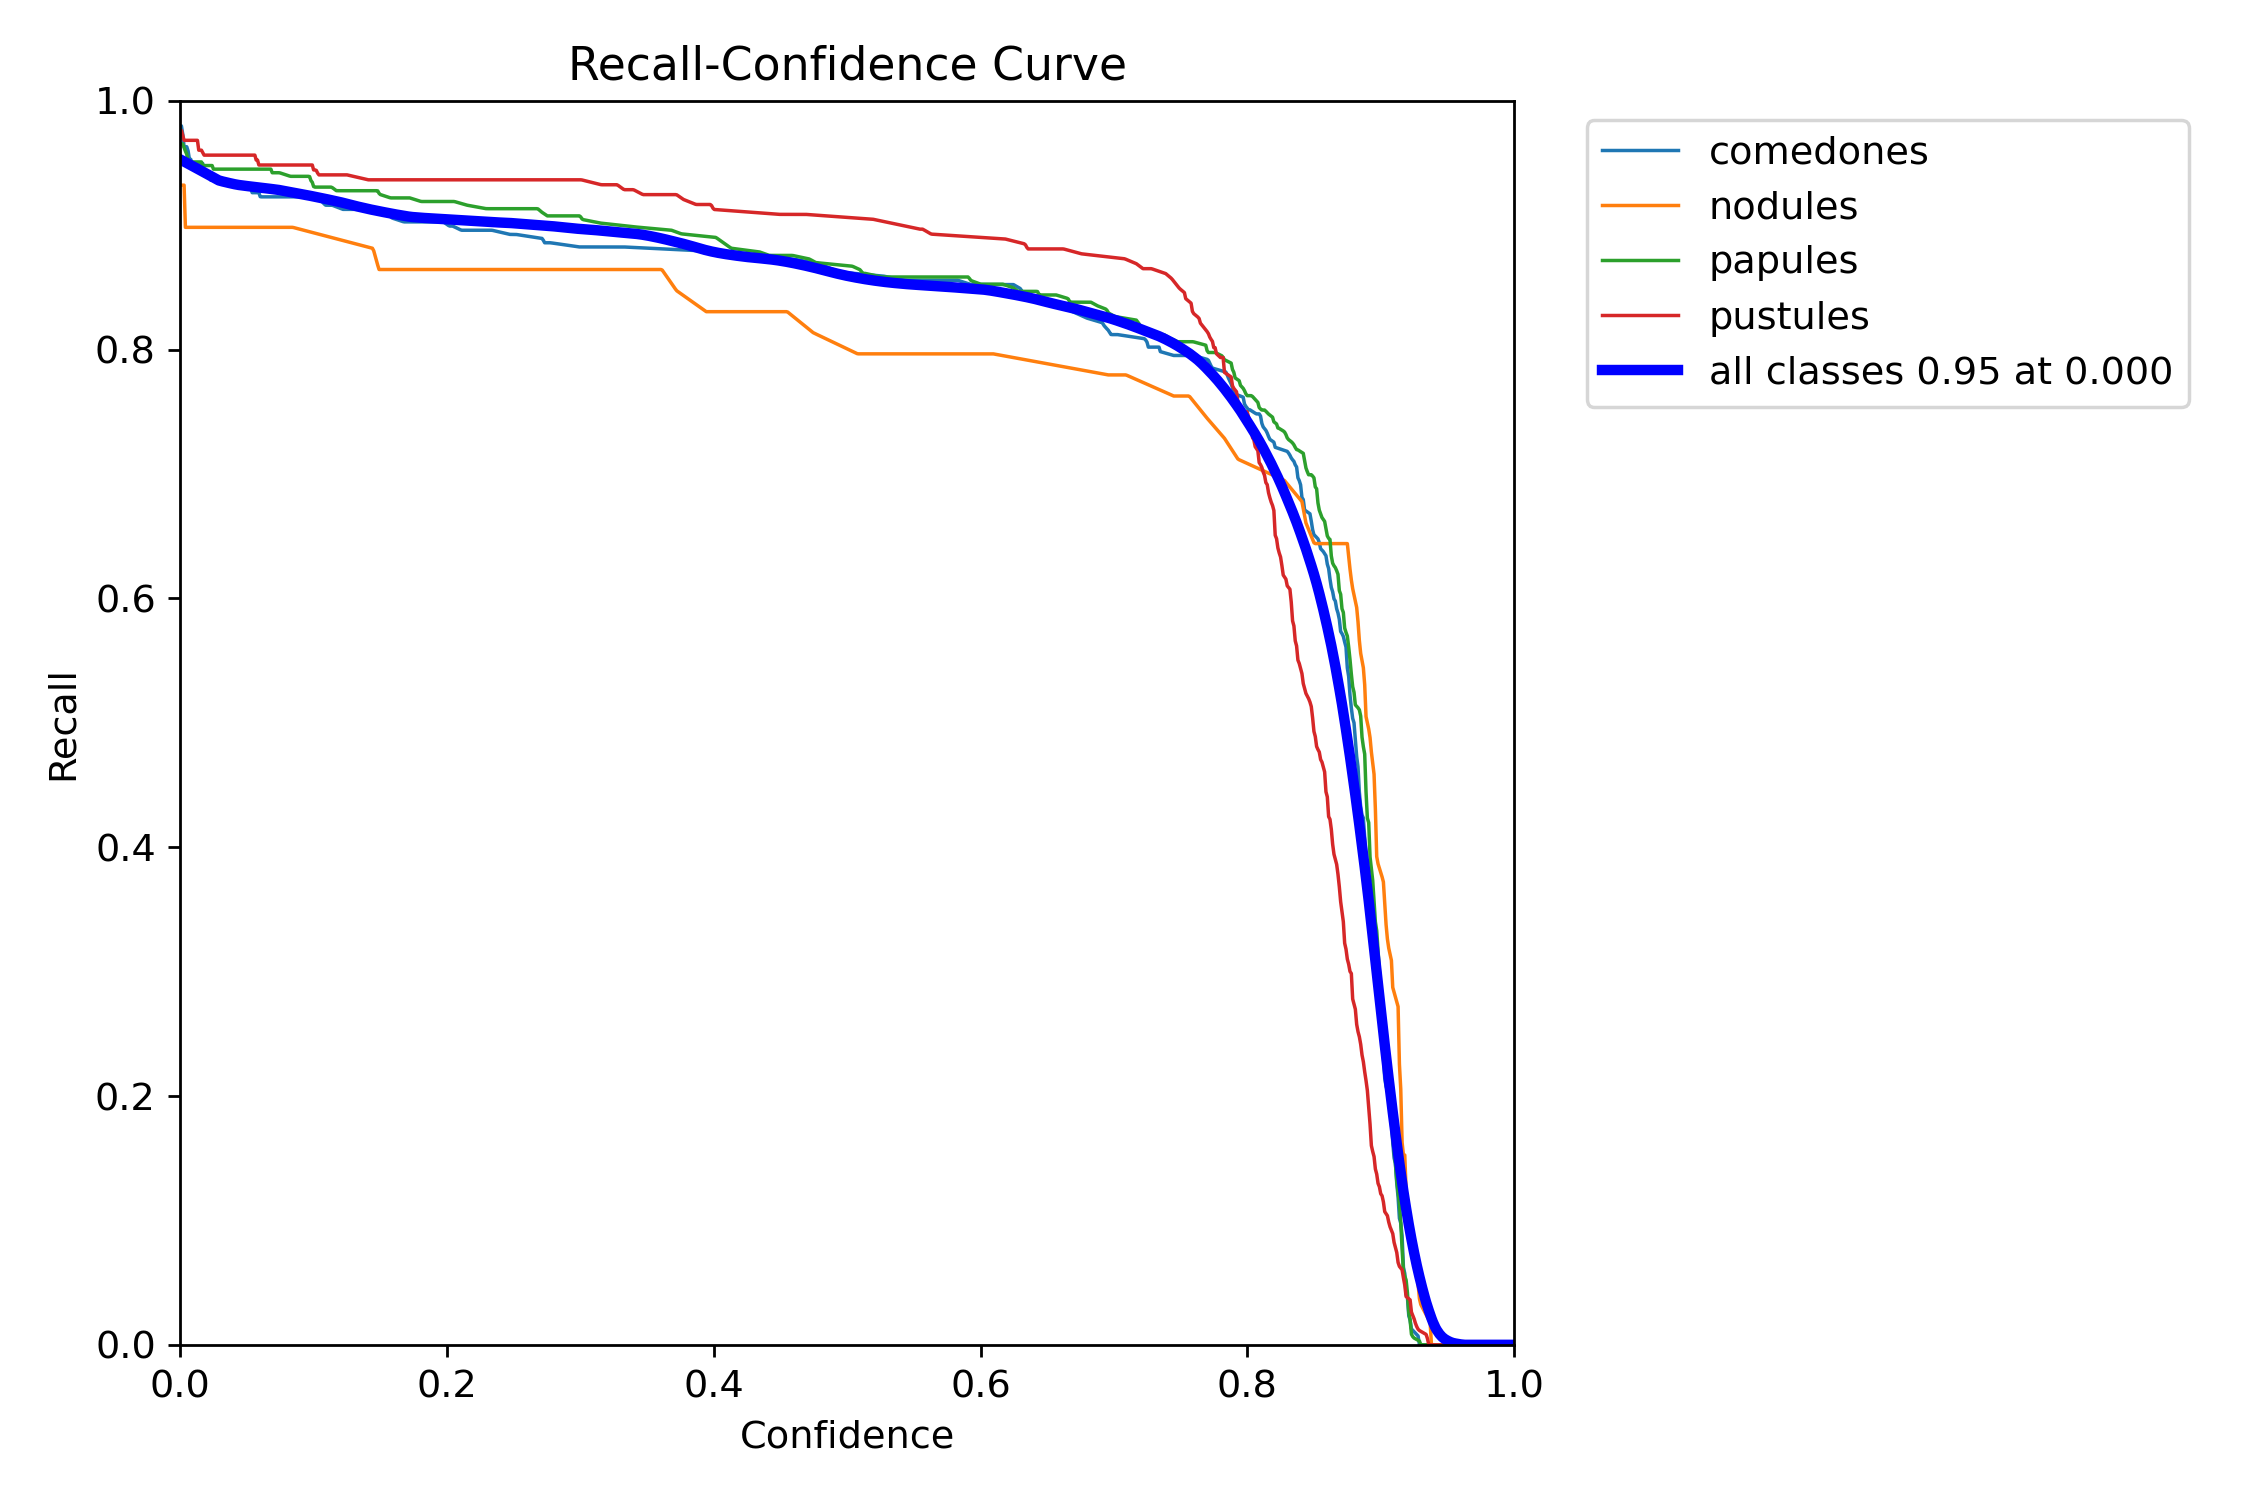 Recall-Confidence Curve
1.0
0.8
0.6
0.4
0.2
0.0
Recall
0.0 0.2 0.4 0.6 0.8 1.0
Confidence
comedones
nodules
papules
pustules
all classes 0.95 at 0.000